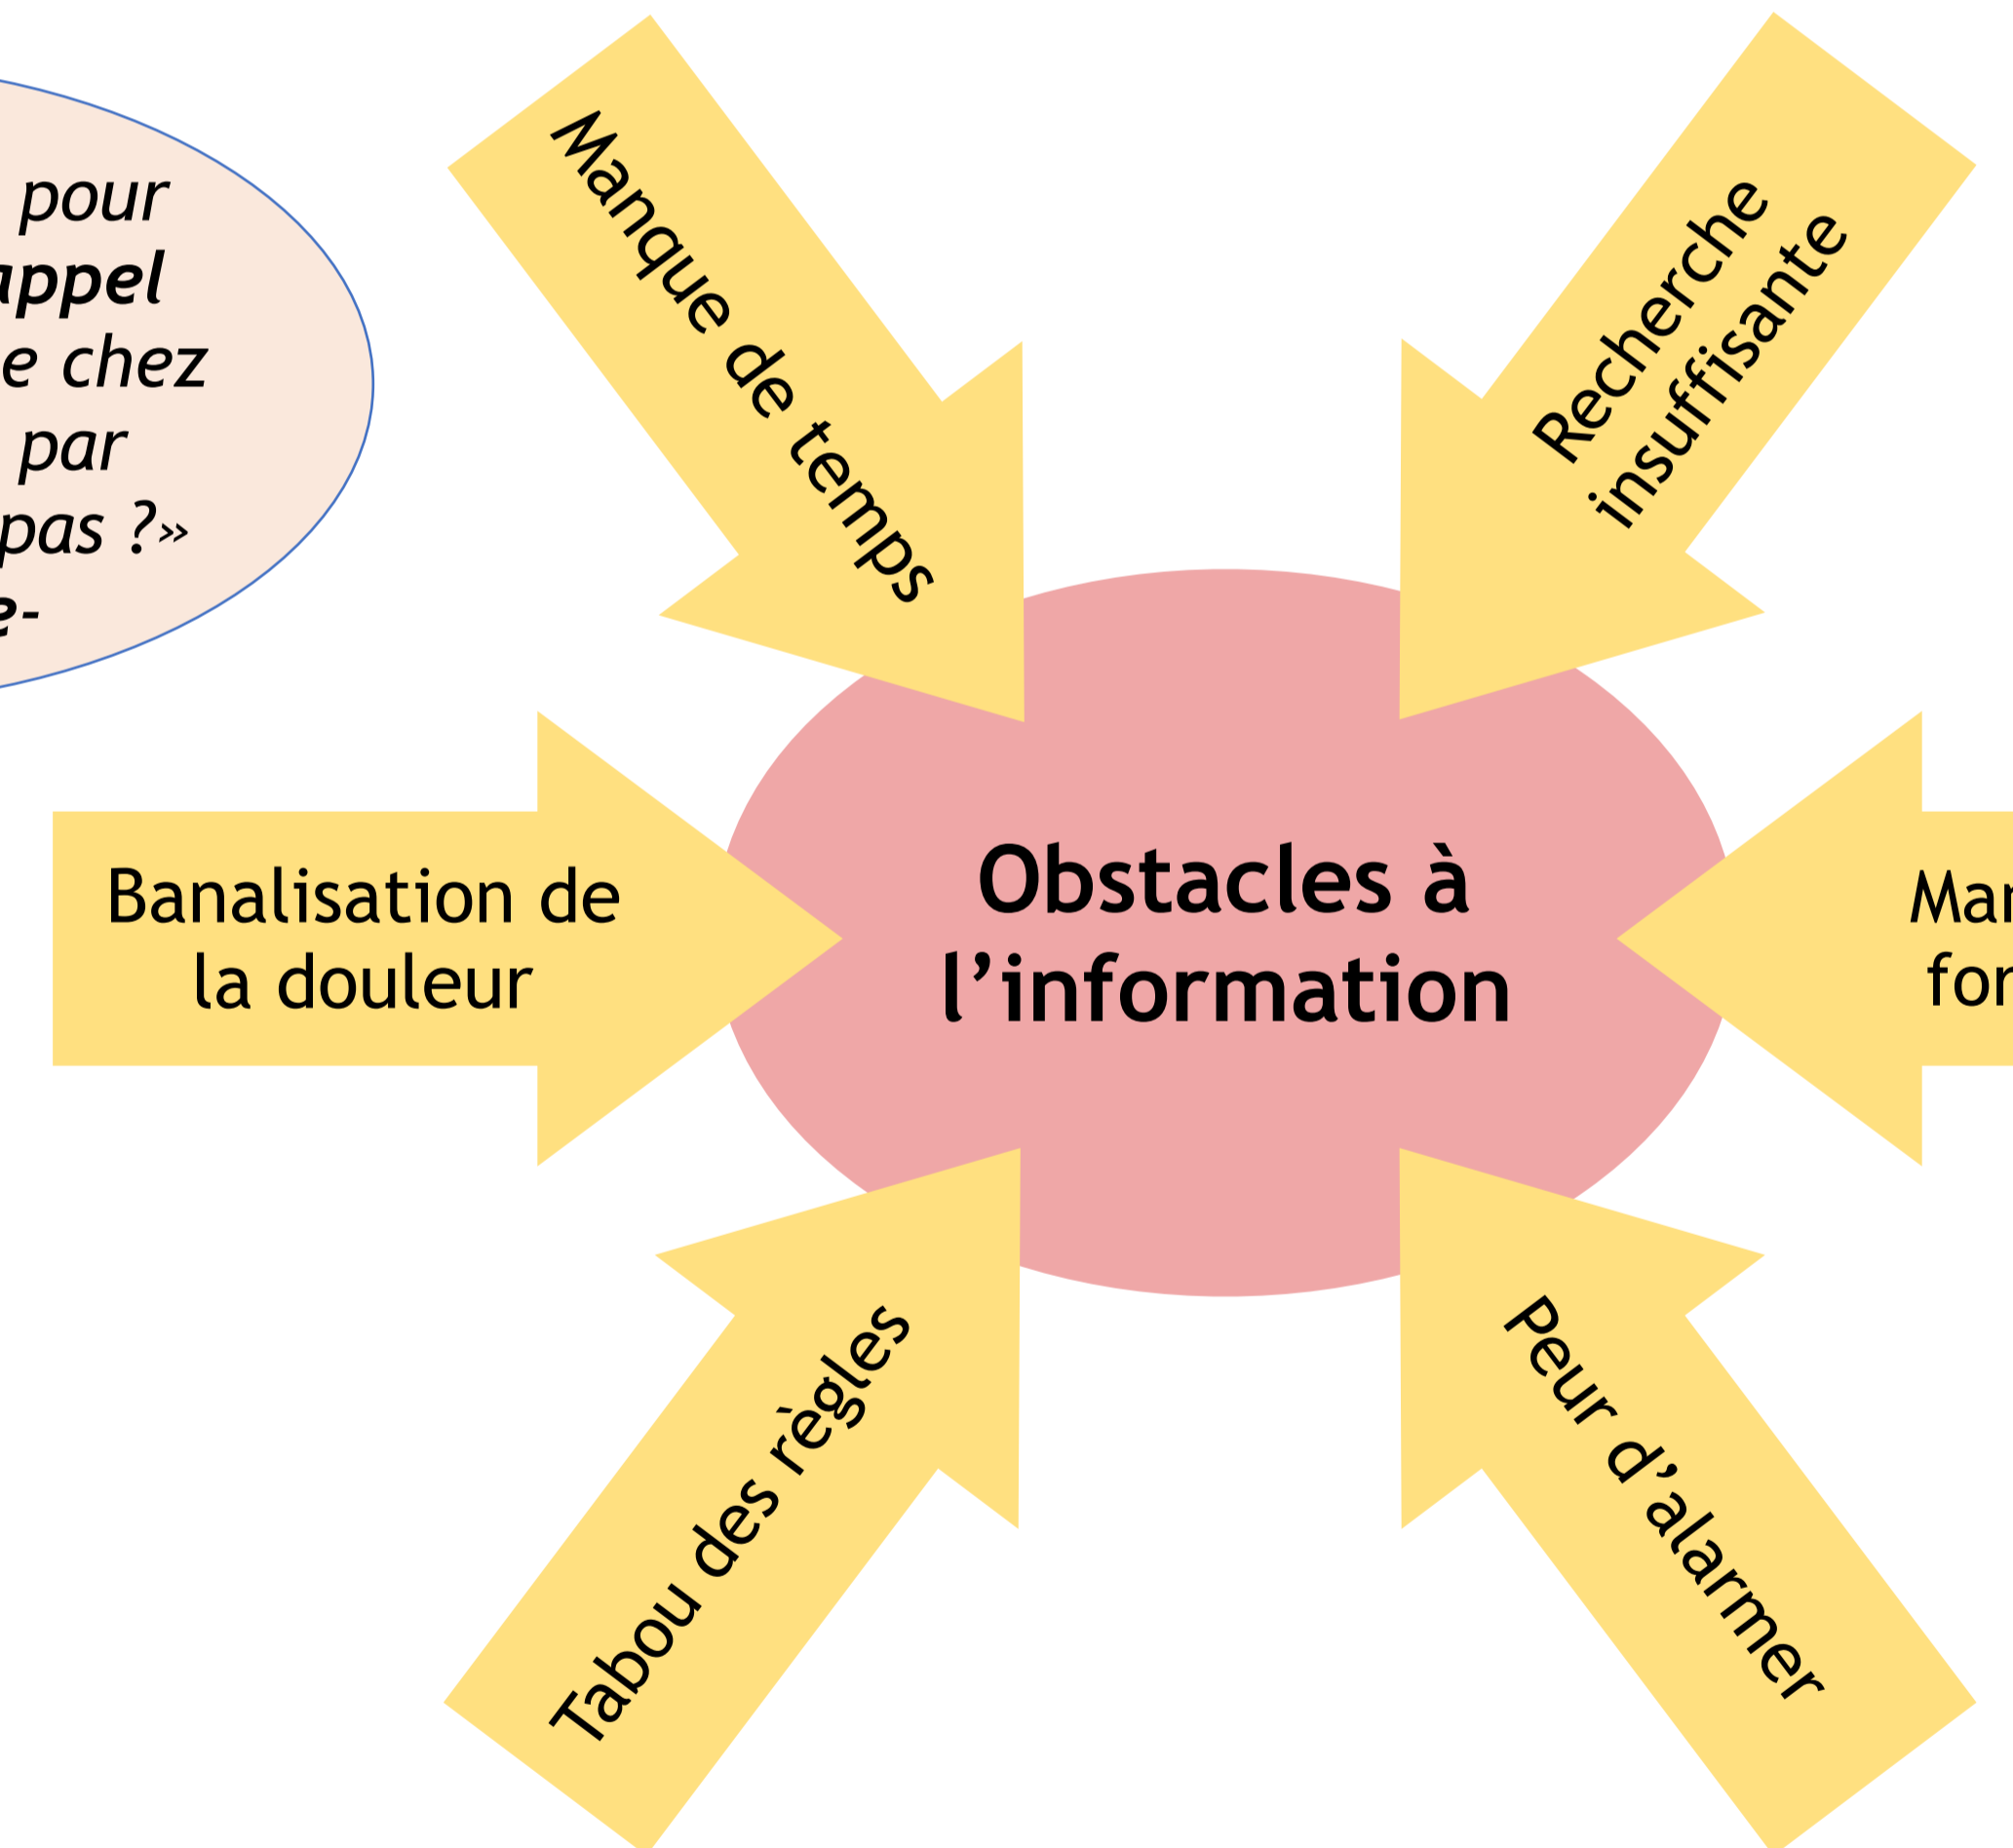 pour
chez
par
pas ?»
Manque de temps
Recherche
insuffisante
Banalisation de
la douleur
Obstacles à
l'information
Tabou des règles
Peur d'alarmer